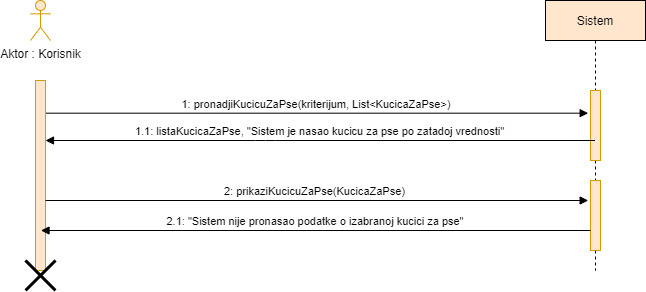 Sistem
Aktor : Korisnik
1: pronadjiKucicuZaPse(kriterijum, List<KucicaZaPse>)
1.1: listaKucicaZaPse, "Sistem je nasao kucicu za pse po zatadoj vrednosti"
2: prikaziKucicuZaPse(KucicaZaPse)
2.1: "Sistem nije pronasao podatke o izabranoj kucici za pse"